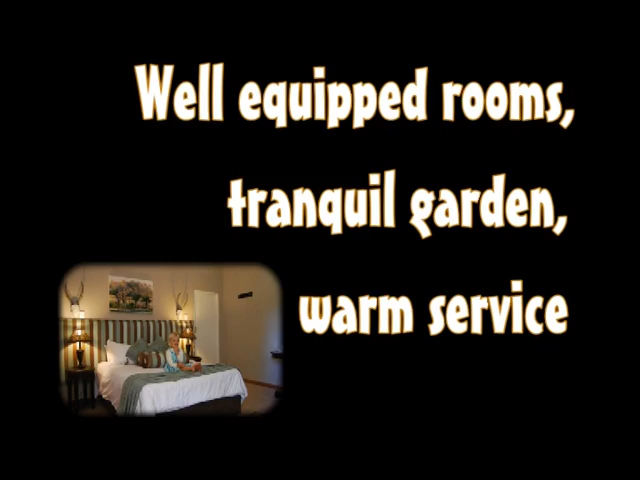 Well equipped rooms,
tranquil garden,
warm service